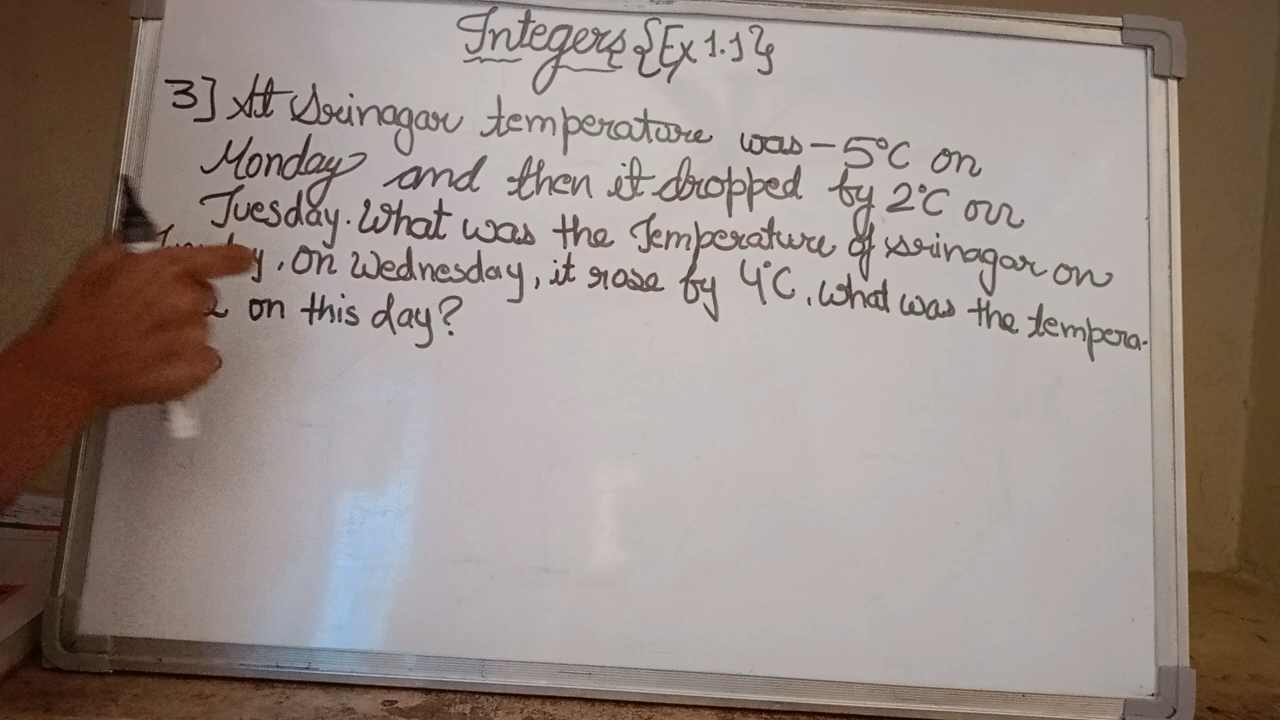 Integers {Ex 1.1}
3] At Srinagar temperature was -5°C on
Monday and then it dropped by 2°C on
Tuesday. What was the Temperature of srinagar on
On Wednesday, it rose by 4°C. What was the tempera-
on this day?